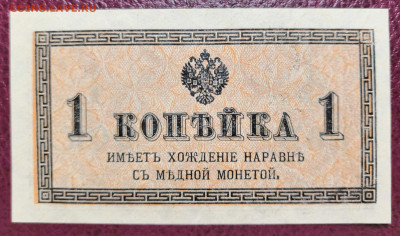 1 КОПѢЙКА 1
ИМѢЕТЪ ХОЖДЕНІЕ НАРАВНѢ
СЪ МѢДНОЙ МОНЕТОЙ.